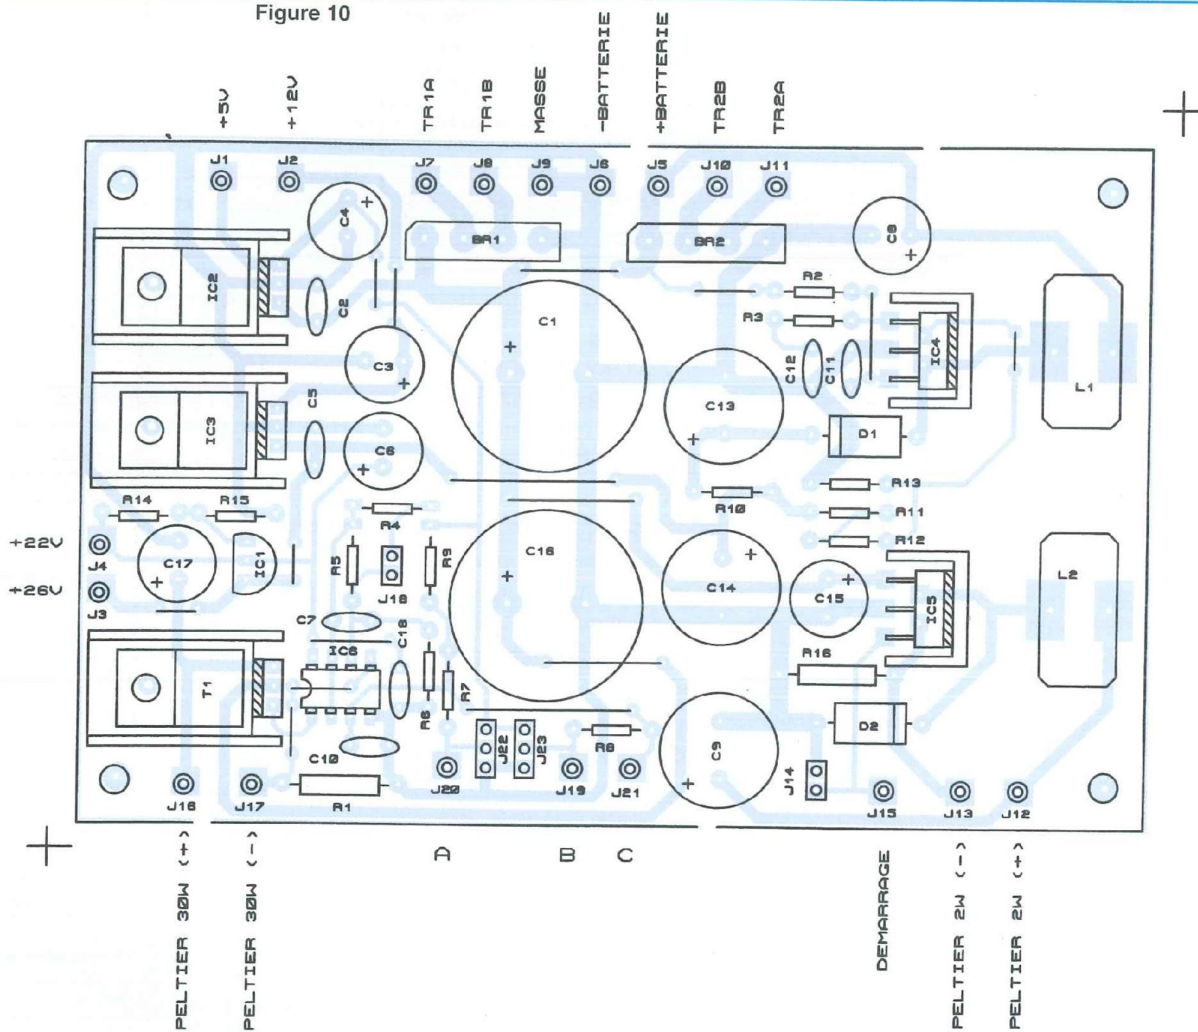 Figure 10
+5V
+12V
TR1A
TR1B
MASSE
-BATTERIE
+BATTERIE
TR2B
TR2A
J1
J2
J7
J8
J9
J6
J5
J10
J11
C4
BR1
BR2
C8
IC2
C2
C1
R2
R3
C3
C12
C11
IC4
L1
C13
IC3
C5
C6
D1
R14
R15
R4
R10
R13
R11
R12
+22V
J4
+26V
J3
C17
IC1
R5
J18
R9
C16
C14
C15
IC5
L2
C7
IC6
C18
R16
T1
R6
R7
C10
J22
J23
R8
C9
D2
J14
J16
J17
R1
J20
J19
J21
J15
J13
J12
A
B
C
PELTIER 30W (+)
PELTIER 30W (-)
DEMARRAGE
PELTIER 2W (-)
PELTIER 2W (+)